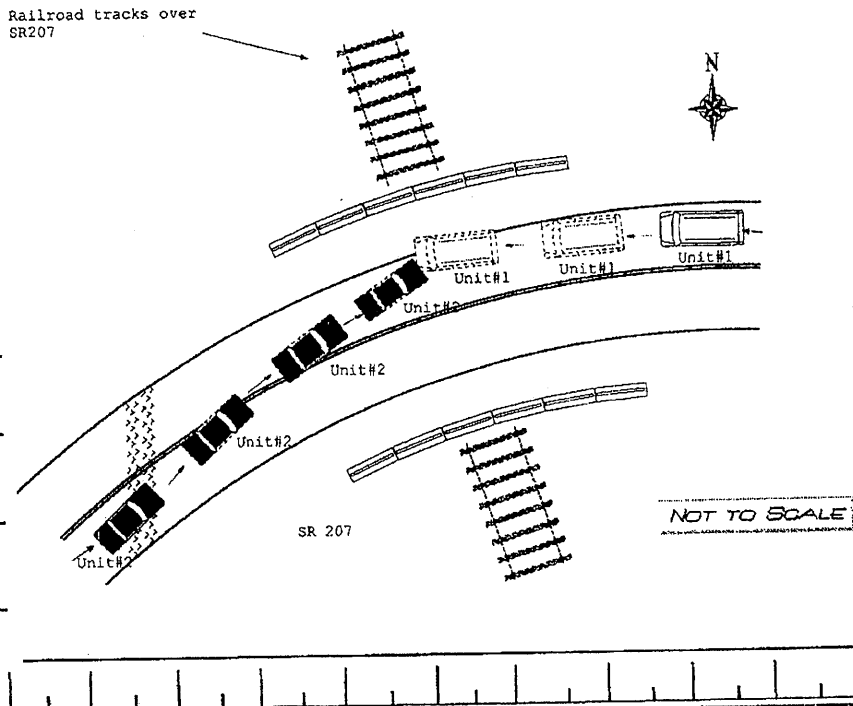 Railroad tracks over
SR207
N
Unit#1
Unit#1
Unit#1
Unit#2
Unit#2
Unit#2
Unit#2
SR 207
NOT TO SCALE